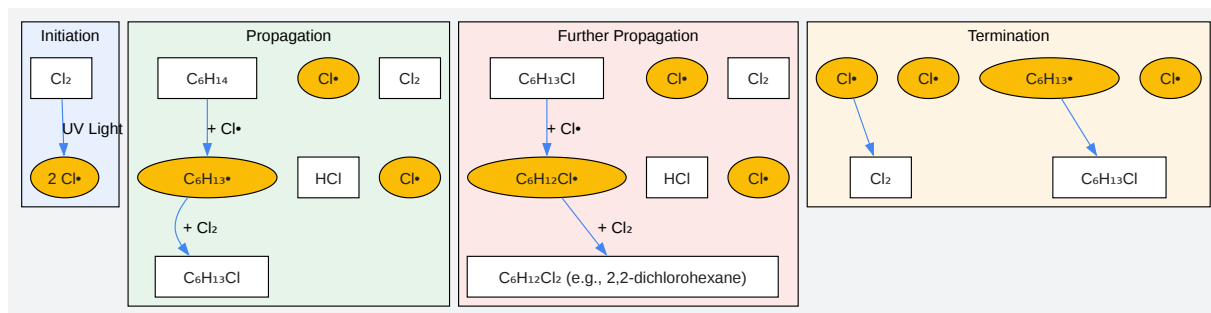 Initiation
Cl₂
UV Light
2 Cl•
Propagation
C₆H₁₄
Cl•
Cl₂
+ Cl•
C₆H₁₃•
HCl
Cl•
+ Cl₂
C₆H₁₃Cl
Further Propagation
C₆H₁₃Cl
Cl•
Cl₂
+ Cl•
C₆H₁₂Cl•
HCl
Cl•
+ Cl₂
C₆H₁₂Cl₂ (e.g., 2,2-dichlorohexane)
Termination
Cl•
Cl•
C₆H₁₃•
Cl•
Cl₂
C₆H₁₃Cl